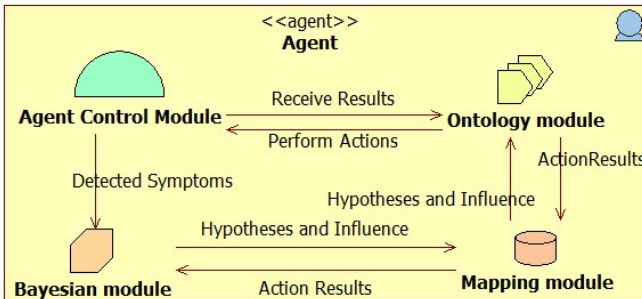 <<agent>>
Agent
Receive Results
Agent Control Module
Ontology module
Perform Actions
ActionResults
Detected Symptoms
Hypotheses and Influence
Hypotheses and Influence
Bayesian module
Action Results
Mapping module